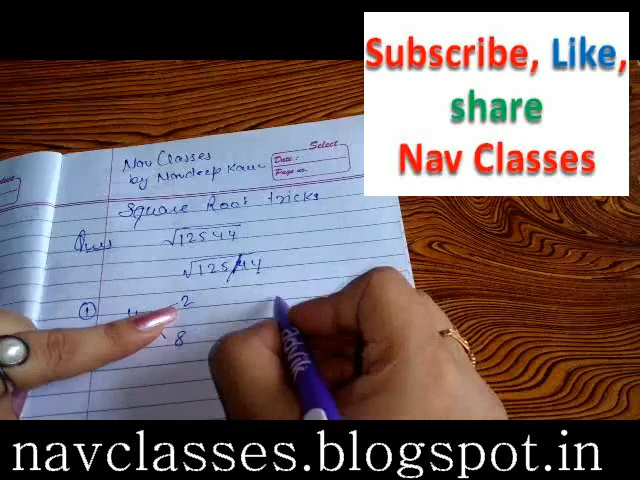 Subscribe, Like,
share
Nav Classes
Select
Date :
Page no.
Nav Classes
by Navdeep Kaur
Square Root tricks
Ques √12544
√125/44
① 4 2
8
navclasses.blogspot.in